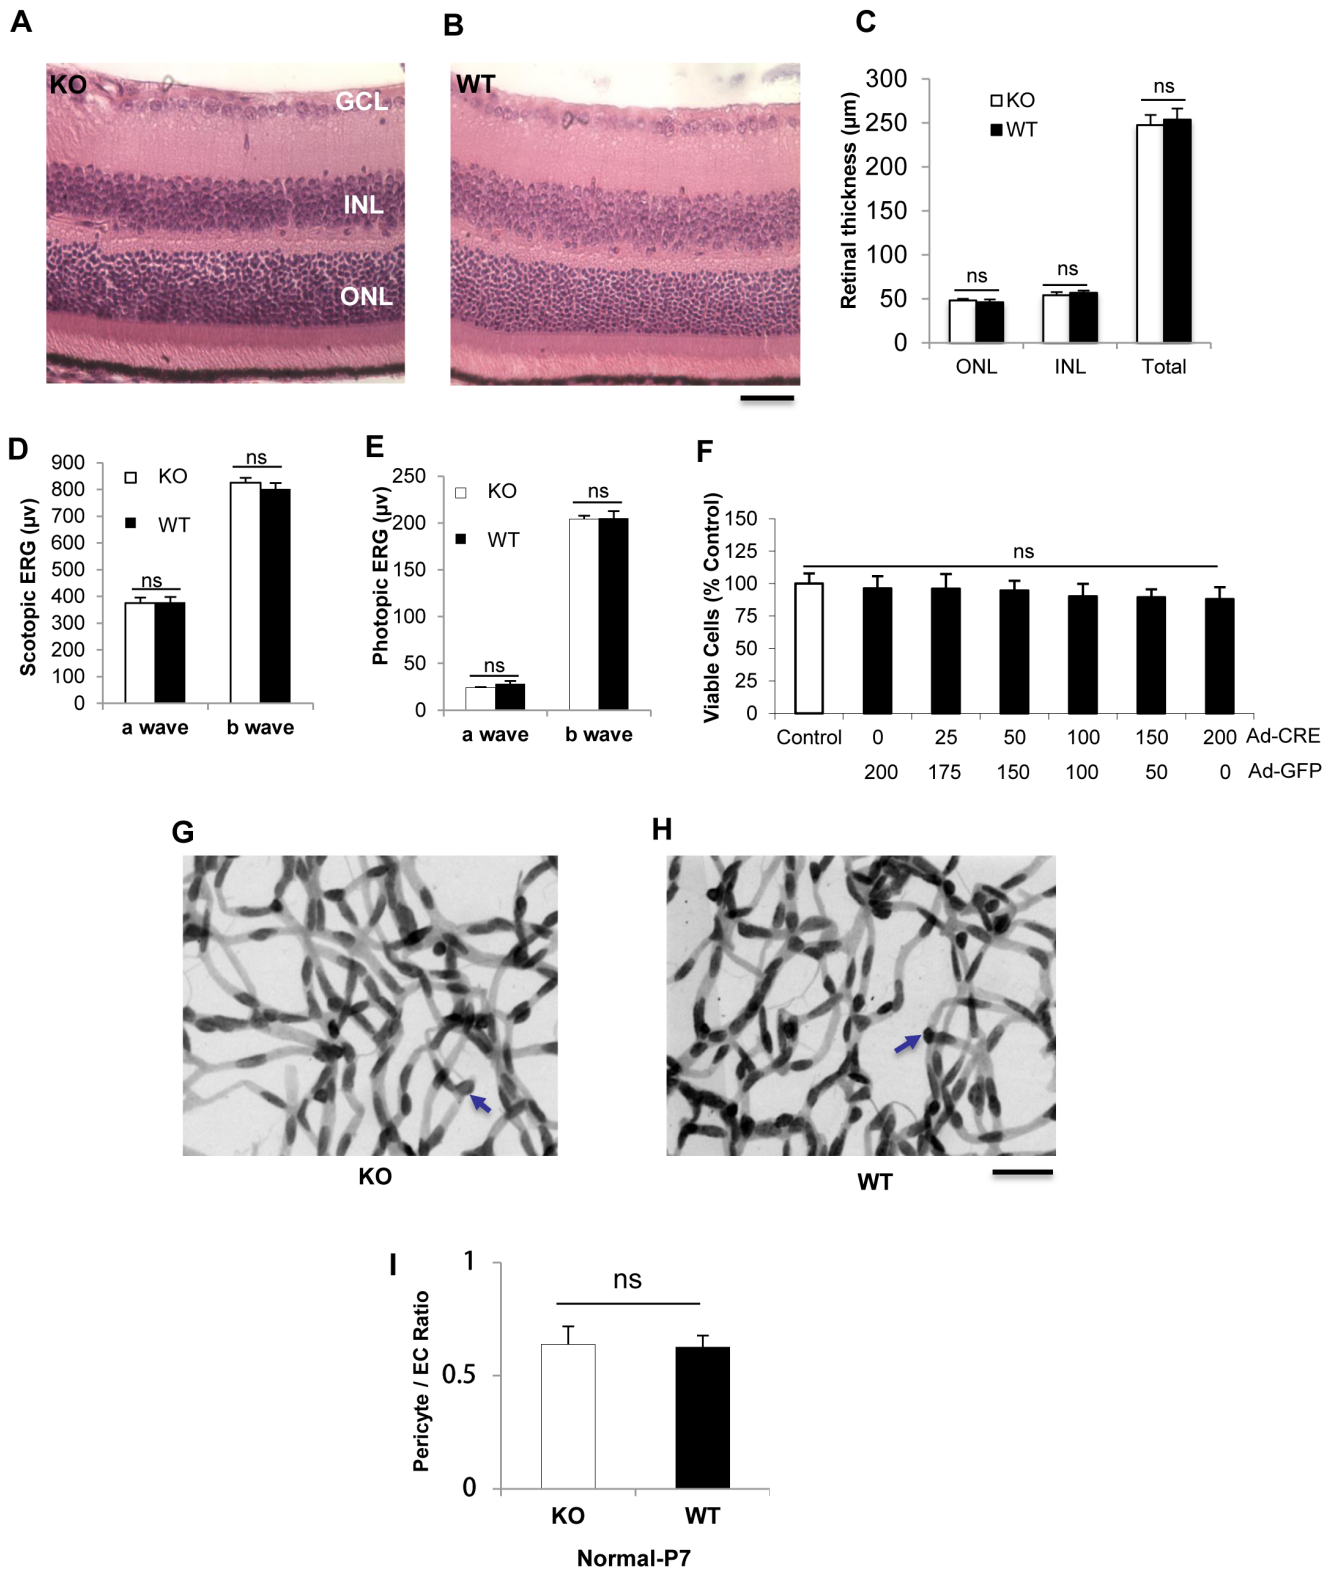 A
B
C
KO
GCL
INL
ONL
WT
Retinal thickness (µm)
300
250
200
150
100
50
0
KO
WT
ns
ns
ns
ONL INL Total
D
Scotopic ERG (µv)
900
800
700
600
500
400
300
200
100
0
KO
WT
ns
ns
a wave b wave
E
Photopic ERG (µv)
250
200
150
100
50
0
KO
WT
ns
ns
a wave b wave
F
Viable Cells (% Control)
150
125
100
75
50
25
0
ns
Control 0 25 50 100 150 200 Ad-CRE
200 175 150 100 50 0 Ad-GFP
G
H
KO
WT
I
Pericyte / EC Ratio
1
0.5
0
ns
KO WT
Normal-P7